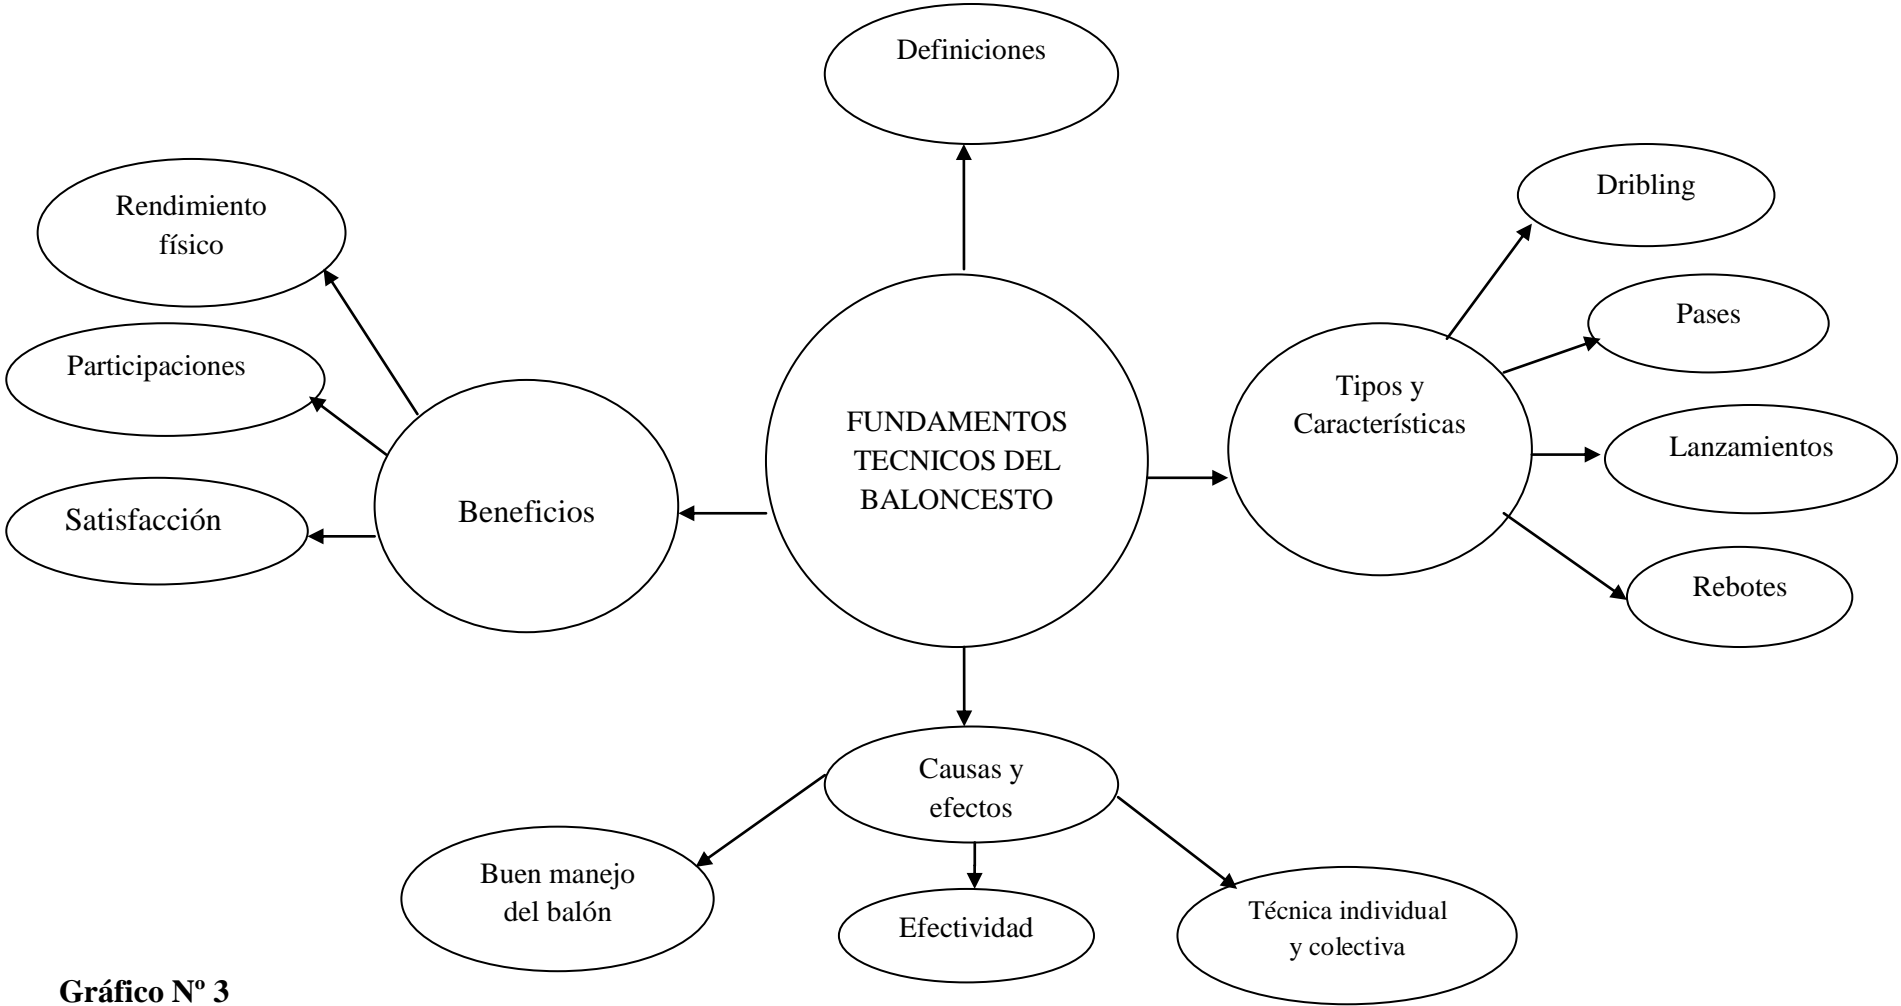 Definiciones
Rendimiento
físico
Participaciones
Satisfacción
Beneficios
FUNDAMENTOS
TECNICOS DEL
BALONCESTO
Tipos y
Características
Dribling
Pases
Lanzamientos
Rebotes
Causas y
efectos
Buen manejo
del balón
Efectividad
Técnica individual
y colectiva
Gráfico Nº 3